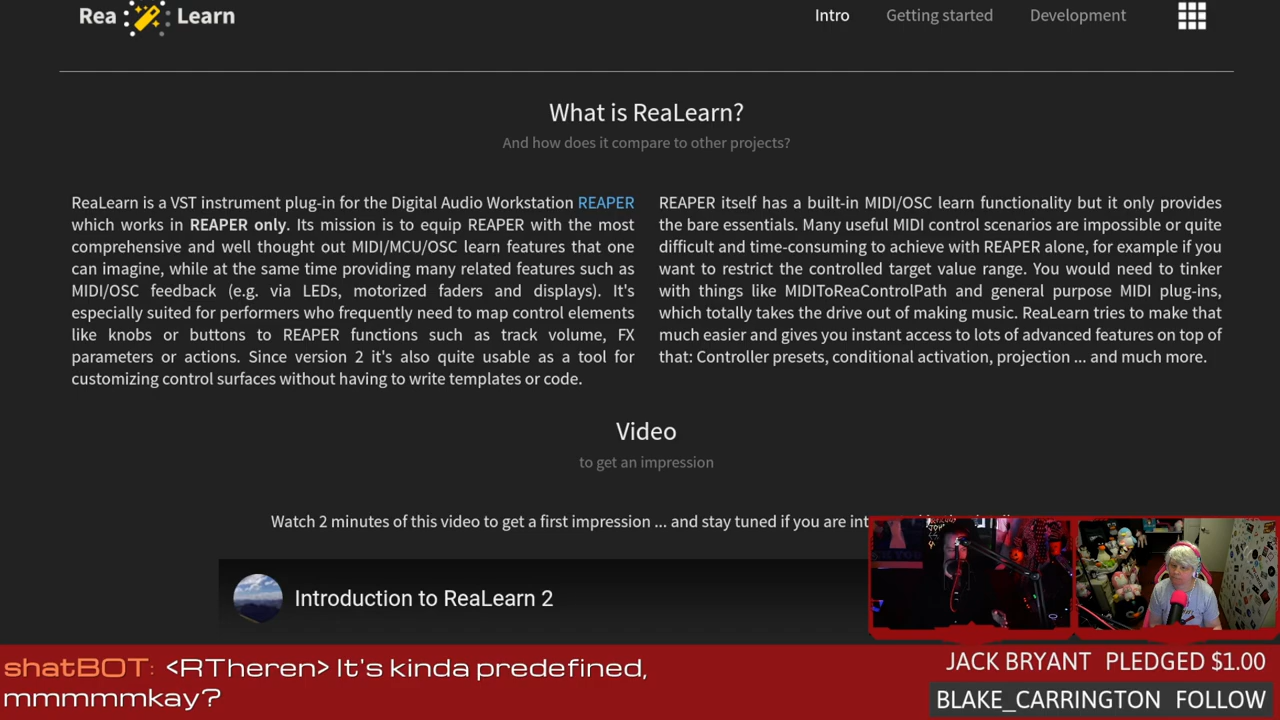 Rea Learn
Intro
Getting started
Development
What is ReaLearn?
And how does it compare to other projects?
ReaLearn is a VST instrument plug-in for the Digital Audio Workstation REAPER
which works in REAPER only. Its mission is to equip REAPER with the most
comprehensive and well thought out MIDI/MCU/OSC learn features that one
can imagine, while at the same time providing many related features such as
MIDI/OSC feedback (e.g. via LEDs, motorized faders and displays). It's
especially suited for performers who frequently need to map control elements
like knobs or buttons to REAPER functions such as track volume, FX
parameters or actions. Since version 2 it's also quite usable as a tool for
customizing control surfaces without having to write templates or code.
REAPER itself has a built-in MIDI/OSC learn functionality but it only provides
the bare essentials. Many useful MIDI control scenarios are impossible or quite
difficult and time-consuming to achieve with REAPER alone, for example if you
want to restrict the controlled target value range. You would need to tinker
with things like MIDIToReaControlPath and general purpose MIDI plug-ins,
which totally takes the drive out of making music. ReaLearn tries to make that
much easier and gives you instant access to lots of advanced features on top of
that: Controller presets, conditional activation, projection ... and much more.
Video
to get an impression
Watch 2 minutes of this video to get a first impression ... and stay tuned if you are
Introduction to ReaLearn 2
shatBOT: <RTheren> It's kinda predefined,
mmmmmkay?
JACK BRYANT PLEDGED $1.00
BLAKE_CARRINGTON FOLLOW